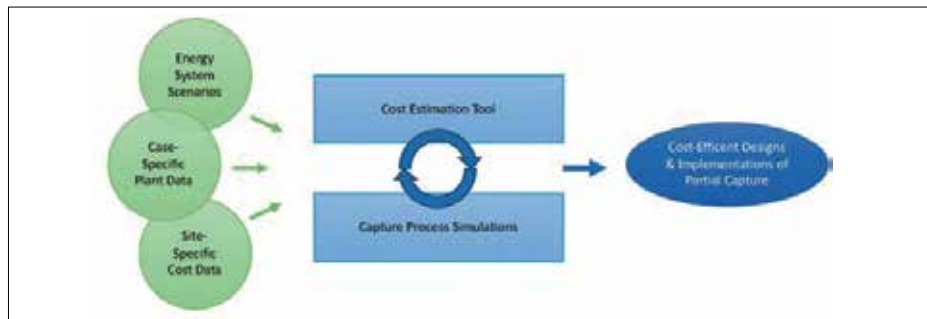 Energy
System
Scenarios
Case-
Specific
Plant Data
Site-
Specific
Cost Data
Cost Estimation Tool
Capture Process Simulations
Cost-Efficent Designs
& Implementations of
Partial Capture